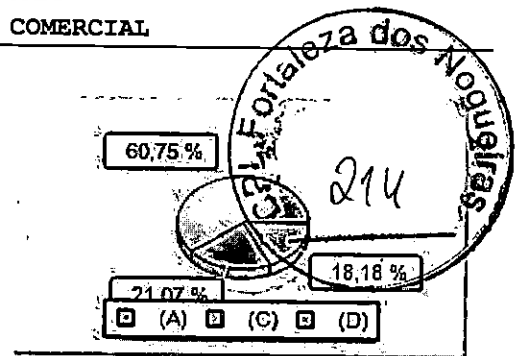 COMERCIAL
Fortaleza dos Nogueiras
60,75 %
214
18,18 %
21,07 %
(A) (C) (D)